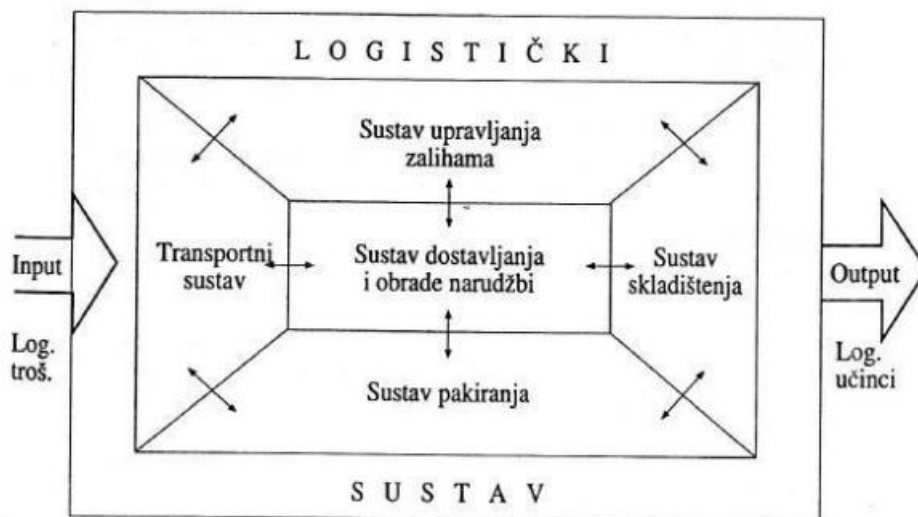 L O G I S T I Č K I
Sustav upravljanja
zalihama
Input
Transportni
sustav
Sustav dostavljanja
i obrade narudžbi
Sustav
skladištenja
Output
Log.
troš.
Log.
učinci
Sustav pakiranja
S U S T A V